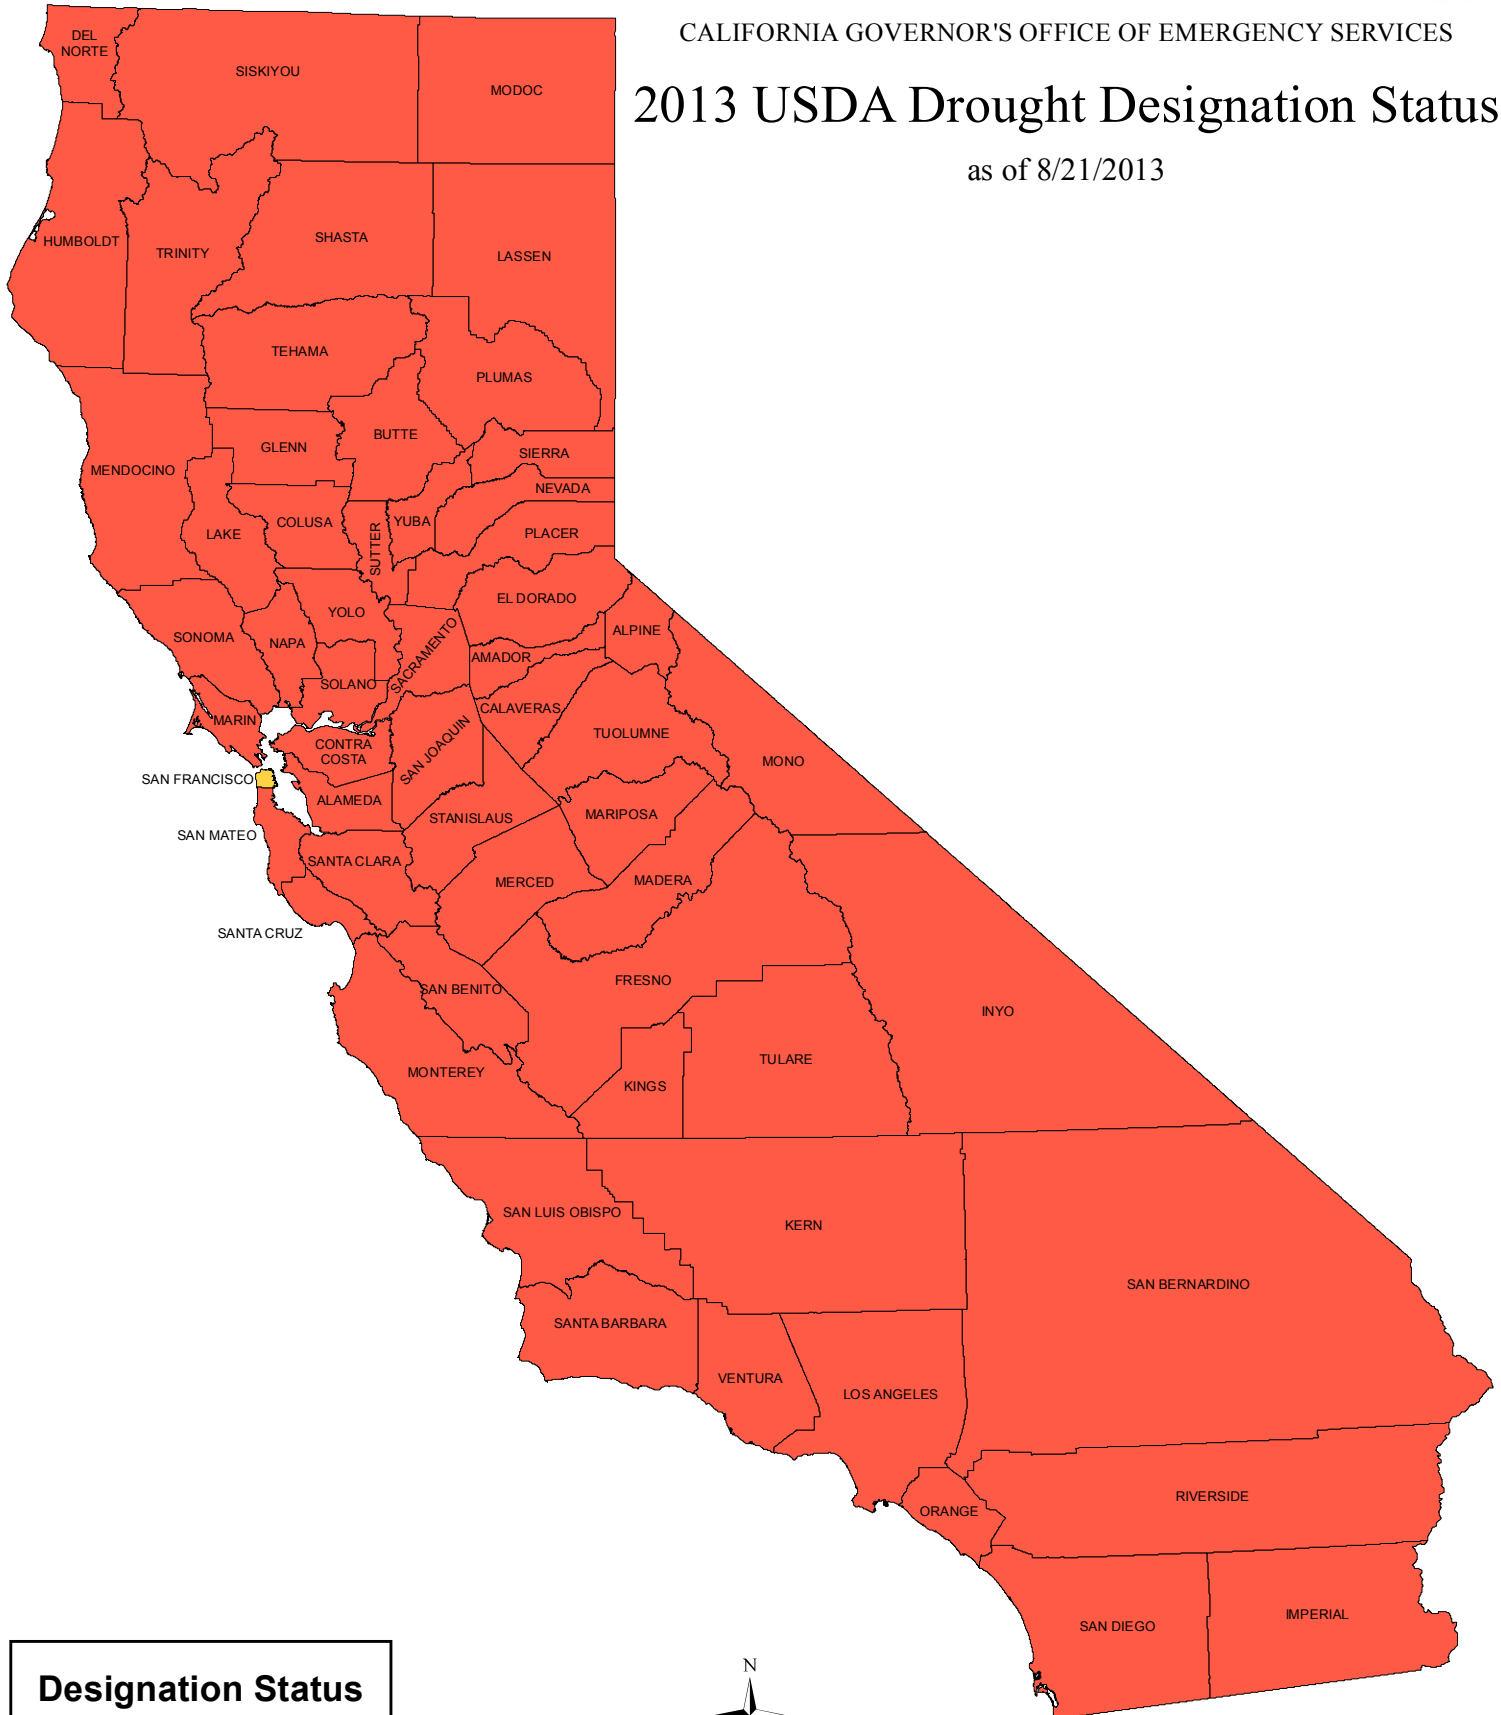 CALIFORNIA GOVERNOR'S OFFICE OF EMERGENCY SERVICES
2013 USDA Drought Designation Status
as of 8/21/2013
DEL
NORTE
SISKIYOU
MODOC
HUMBOLDT
TRINITY
SHASTA
LASSEN
TEHAMA
PLUMAS
MENDOCINO
GLENN
BUTTE
SIERRA
NEVADA
LAKE
COLUSA
SUTTER
YUBA
PLACER
SONOMA
NAPA
YOLO
EL DORADO
ALPINE
SACRAMENTO
AMADOR
SOLANO
CALAVERAS
MARIN
CONTRA
COSTA
SAN JOAQUIN
TUOLUMNE
MONO
SAN FRANCISCO
ALAMEDA
STANISLAUS
MARIPOSA
SAN MATEO
SANTA CLARA
MERCED
MADERA
SANTA CRUZ
SAN BENITO
FRESNO
INYO
MONTEREY
KINGS
TULARE
SAN LUIS OBISPO
KERN
SAN BERNARDINO
SANTA BARBARA
VENTURA
LOS ANGELES
ORANGE
RIVERSIDE
SAN DIEGO
IMPERIAL
Designation Status
N